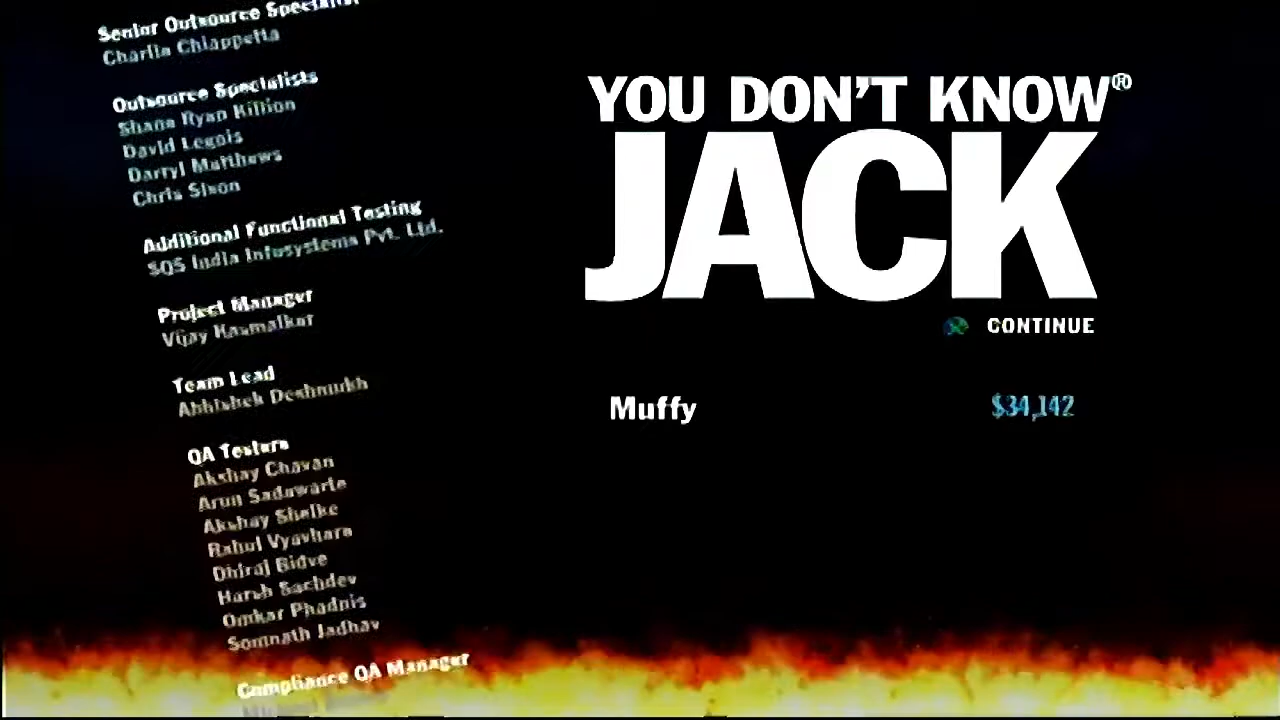 Senior Outsource Specialist
Charlie Chiappetta
Outsource Specialists
Shane Ryan Killion
David Legois
Darryl Matthews
Chris Sison
Additional Functional Testing
SQS India Infosystems Pvt. Ltd.
Project Manager
Vijay Hasmalkar
Team Lead
Abhishek Deshmukh
QA Testers
Akshay Chavan
Arun Sadawarte
Akshay Shelke
Rahul Vyavhare
Dhiraj Bidve
Harsh Sachdev
Omkar Phadnis
Somnath Jadhav
Compliance QA Manager
YOU DON'T KNOW®
JACK
CONTINUE
Muffy $34,142